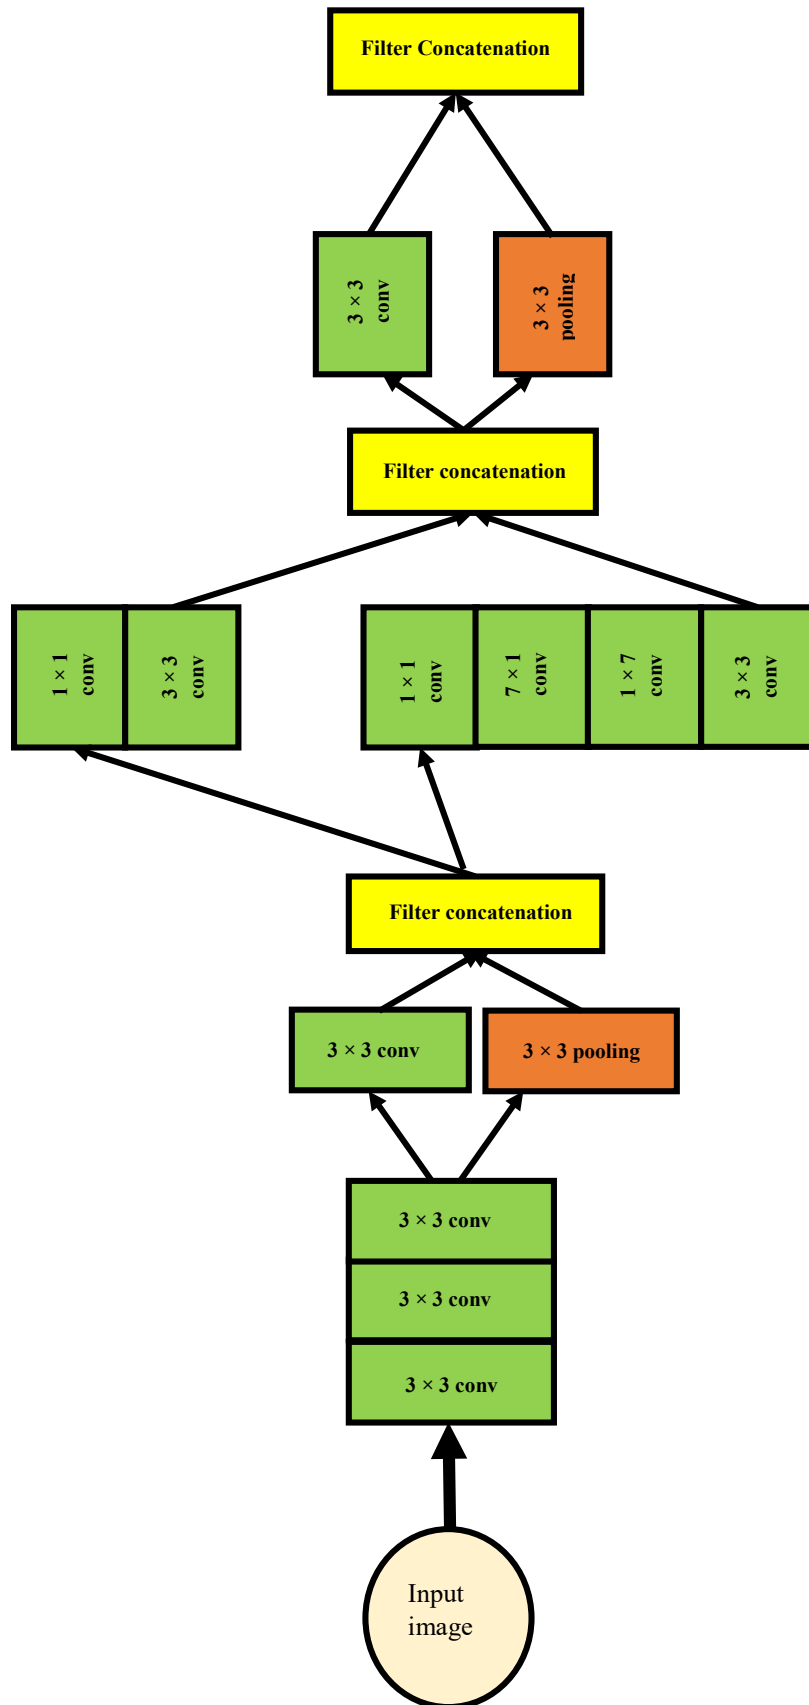 Filter Concatenation
3 × 3
conv
3 × 3
pooling
Filter concatenation
1 × 1
conv
3 × 3
conv
1 × 1
conv
7 × 1
conv
1 × 7
conv
3 × 3
conv
Filter concatenation
3 × 3 conv
3 × 3 pooling
3 × 3 conv
3 × 3 conv
3 × 3 conv
Input
image